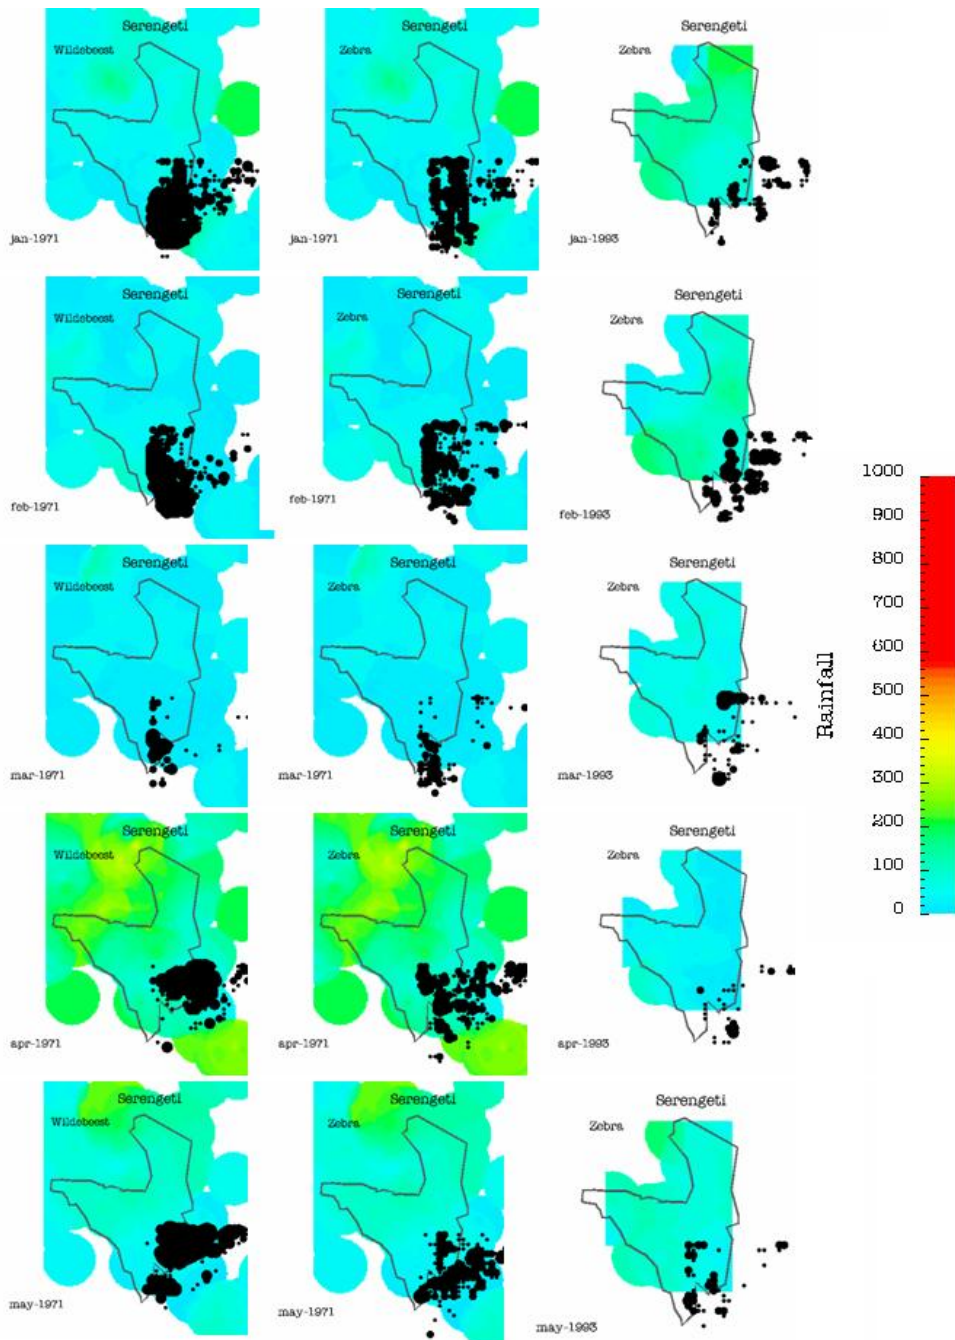 Serengeti Serengeti Serengeti
Wildebeest Zebra Zebra
jan-1971 jan-1971 jan-1993
Serengeti Serengeti Serengeti
Wildebeest Zebra Zebra
feb-1971 feb-1971 feb-1993
Serengeti Serengeti Serengeti
Wildebeest Zebra Zebra
mar-1971 mar-1971 mar-1993
Serengeti Serengeti Serengeti
Wildebeest Zebra Zebra
apr-1971 apr-1971 apr-1993
Serengeti Serengeti Serengeti
Wildebeest Zebra Zebra
may-1971 may-1971 may-1993
Rainfall
1000
900
800
700
600
500
400
300
200
100
0